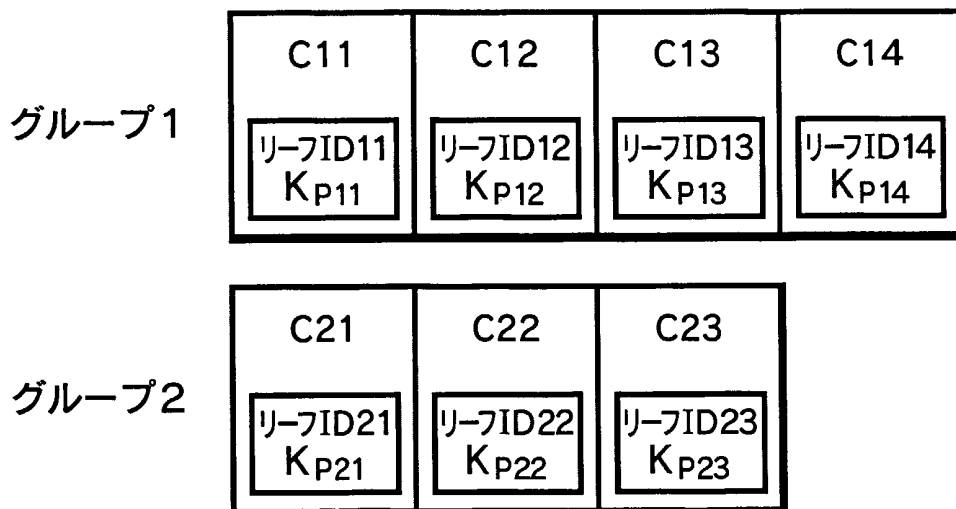 C11 C12 C13 C14
グループ1
リーフID11 リーフID12 リーフID13 リーフID14
KP11 KP12 KP13 KP14
C21 C22 C23
グループ2
リーフID21 リーフID22 リーフID23
KP21 KP22 KP23